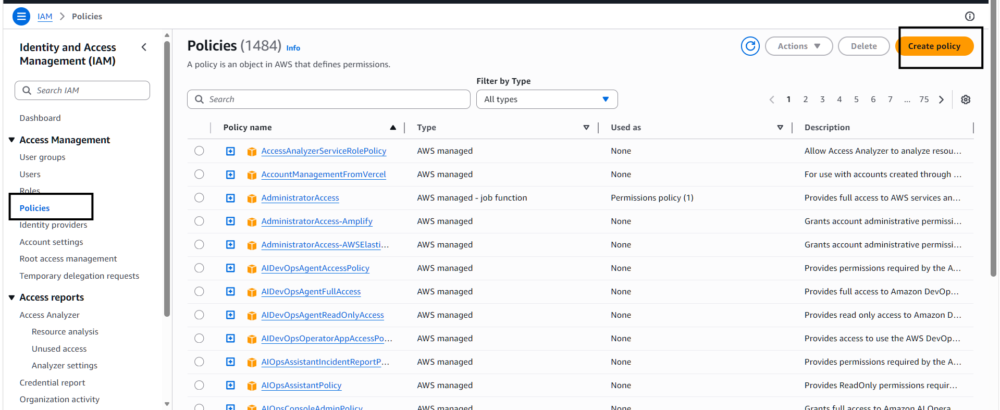 IAM > Policies
Identity and Access
Management (IAM)
Search IAM
Dashboard
Access Management
User groups
Users
Roles
Policies
Identity providers
Account settings
Root access management
Temporary delegation requests
Access reports
Access Analyzer
Resource analysis
Unused access
Analyzer settings
Credential report
Organization activity
Policies (1484) Info
Actions Delete Create policy
A policy is an object in AWS that defines permissions.
Filter by Type
Search All types 1 2 3 4 5 6 7 ... 75
Policy name Type Used as Description
AccessAnalyzerServiceRolePolicy AWS managed None Allow Access Analyzer to analyze resou...
AccountManagementFromVercel AWS managed None For use with accounts created through ...
AdministratorAccess AWS managed - job function Permissions policy (1) Provides full access to AWS services an...
AdministratorAccess-Amplify AWS managed None Grants account administrative permissi...
AdministratorAccess-AWSElasti... AWS managed None Grants account administrative permissi...
AIDevOpsAgentAccessPolicy AWS managed None Provides permissions required by the A...
AIDevOpsAgentFullAccess AWS managed None Provides full access to Amazon DevOp...
AIDevOpsAgentReadOnlyAccess AWS managed None Provides read only access to Amazon D...
AIDevOpsOperatorAppAccessPo... AWS managed None Provides access to use the AWS DevOp...
AIOpsAssistantIncidentReportP... AWS managed None Provides permissions required by the A...
AIOpsAssistantPolicy AWS managed None Provides ReadOnly permissions requir...
AIOpsConsoleAdminPolicy AWS managed None Grants full access to Amazon AI Opera